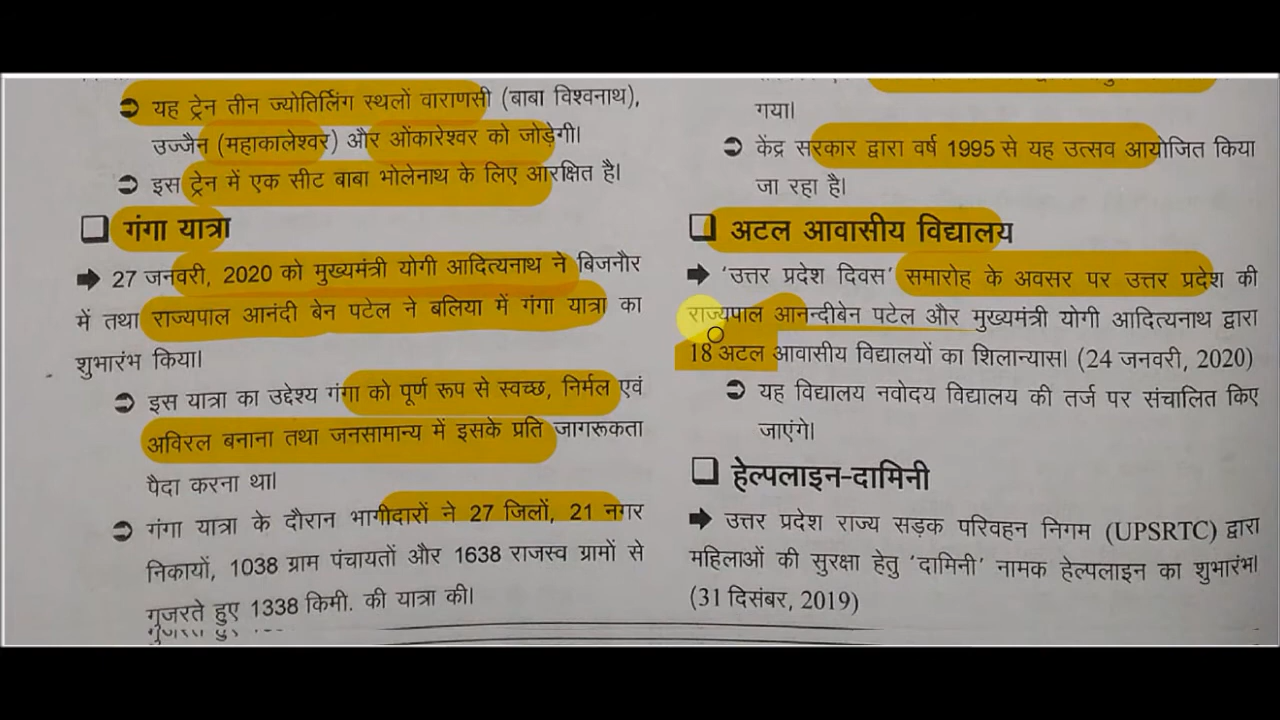 यह ट्रेन तीन ज्योतिर्लिंग स्थलों वाराणसी (बाबा विश्वनाथ),
उज्जैन (महाकालेश्वर) और ओंकारेश्वर को जोड़ेगी।
इस ट्रेन में एक सीट बाबा भोलेनाथ के लिए आरक्षित है।
गंगा यात्रा
27 जनवरी, 2020 को मुख्यमंत्री योगी आदित्यनाथ ने बिजनौर
में तथा राज्यपाल आनंदी बेन पटेल ने बलिया में गंगा यात्रा का
शुभारंभ किया।
इस यात्रा का उद्देश्य गंगा को पूर्ण रूप से स्वच्छ, निर्मल एवं
अविरल बनाना तथा जनसामान्य में इसके प्रति जागरूकता
पैदा करना था।
गंगा यात्रा के दौरान भागीदारों ने 27 जिलों, 21 नगर
निकायों, 1038 ग्राम पंचायतों और 1638 राजस्व ग्रामों से
गुजरते हुए 1338 किमी. की यात्रा की।
गया।
केंद्र सरकार द्वारा वर्ष 1995 से यह उत्सव आयोजित किया
जा रहा है।
अटल आवासीय विद्यालय
'उत्तर प्रदेश दिवस' समारोह के अवसर पर उत्तर प्रदेश की
राज्यपाल आनन्दीबेन पटेल और मुख्यमंत्री योगी आदित्यनाथ द्वारा
18 अटल आवासीय विद्यालयों का शिलान्यास। (24 जनवरी, 2020)
यह विद्यालय नवोदय विद्यालय की तर्ज पर संचालित किए
जाएंगे।
हेल्पलाइन-दामिनी
उत्तर प्रदेश राज्य सड़क परिवहन निगम (UPSRTC) द्वारा
महिलाओं की सुरक्षा हेतु 'दामिनी' नामक हेल्पलाइन का शुभारंभ।
(31 दिसंबर, 2019)